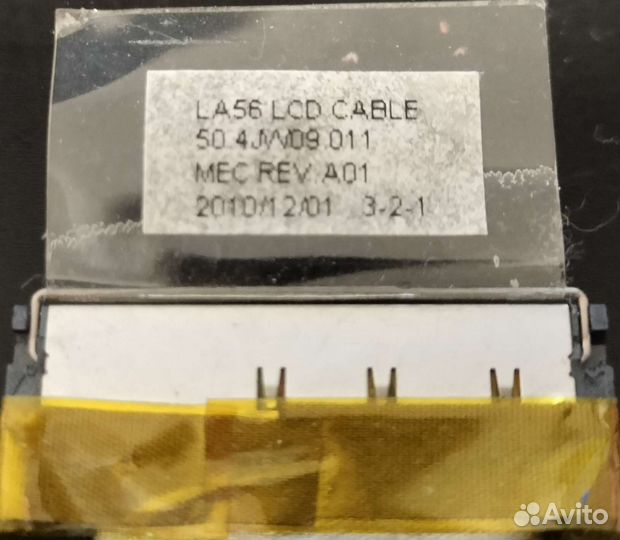 LA56 LCD CABLE
50.4JW09.011
MEC REV. A01
2010/12/01 3-2-1
Avito